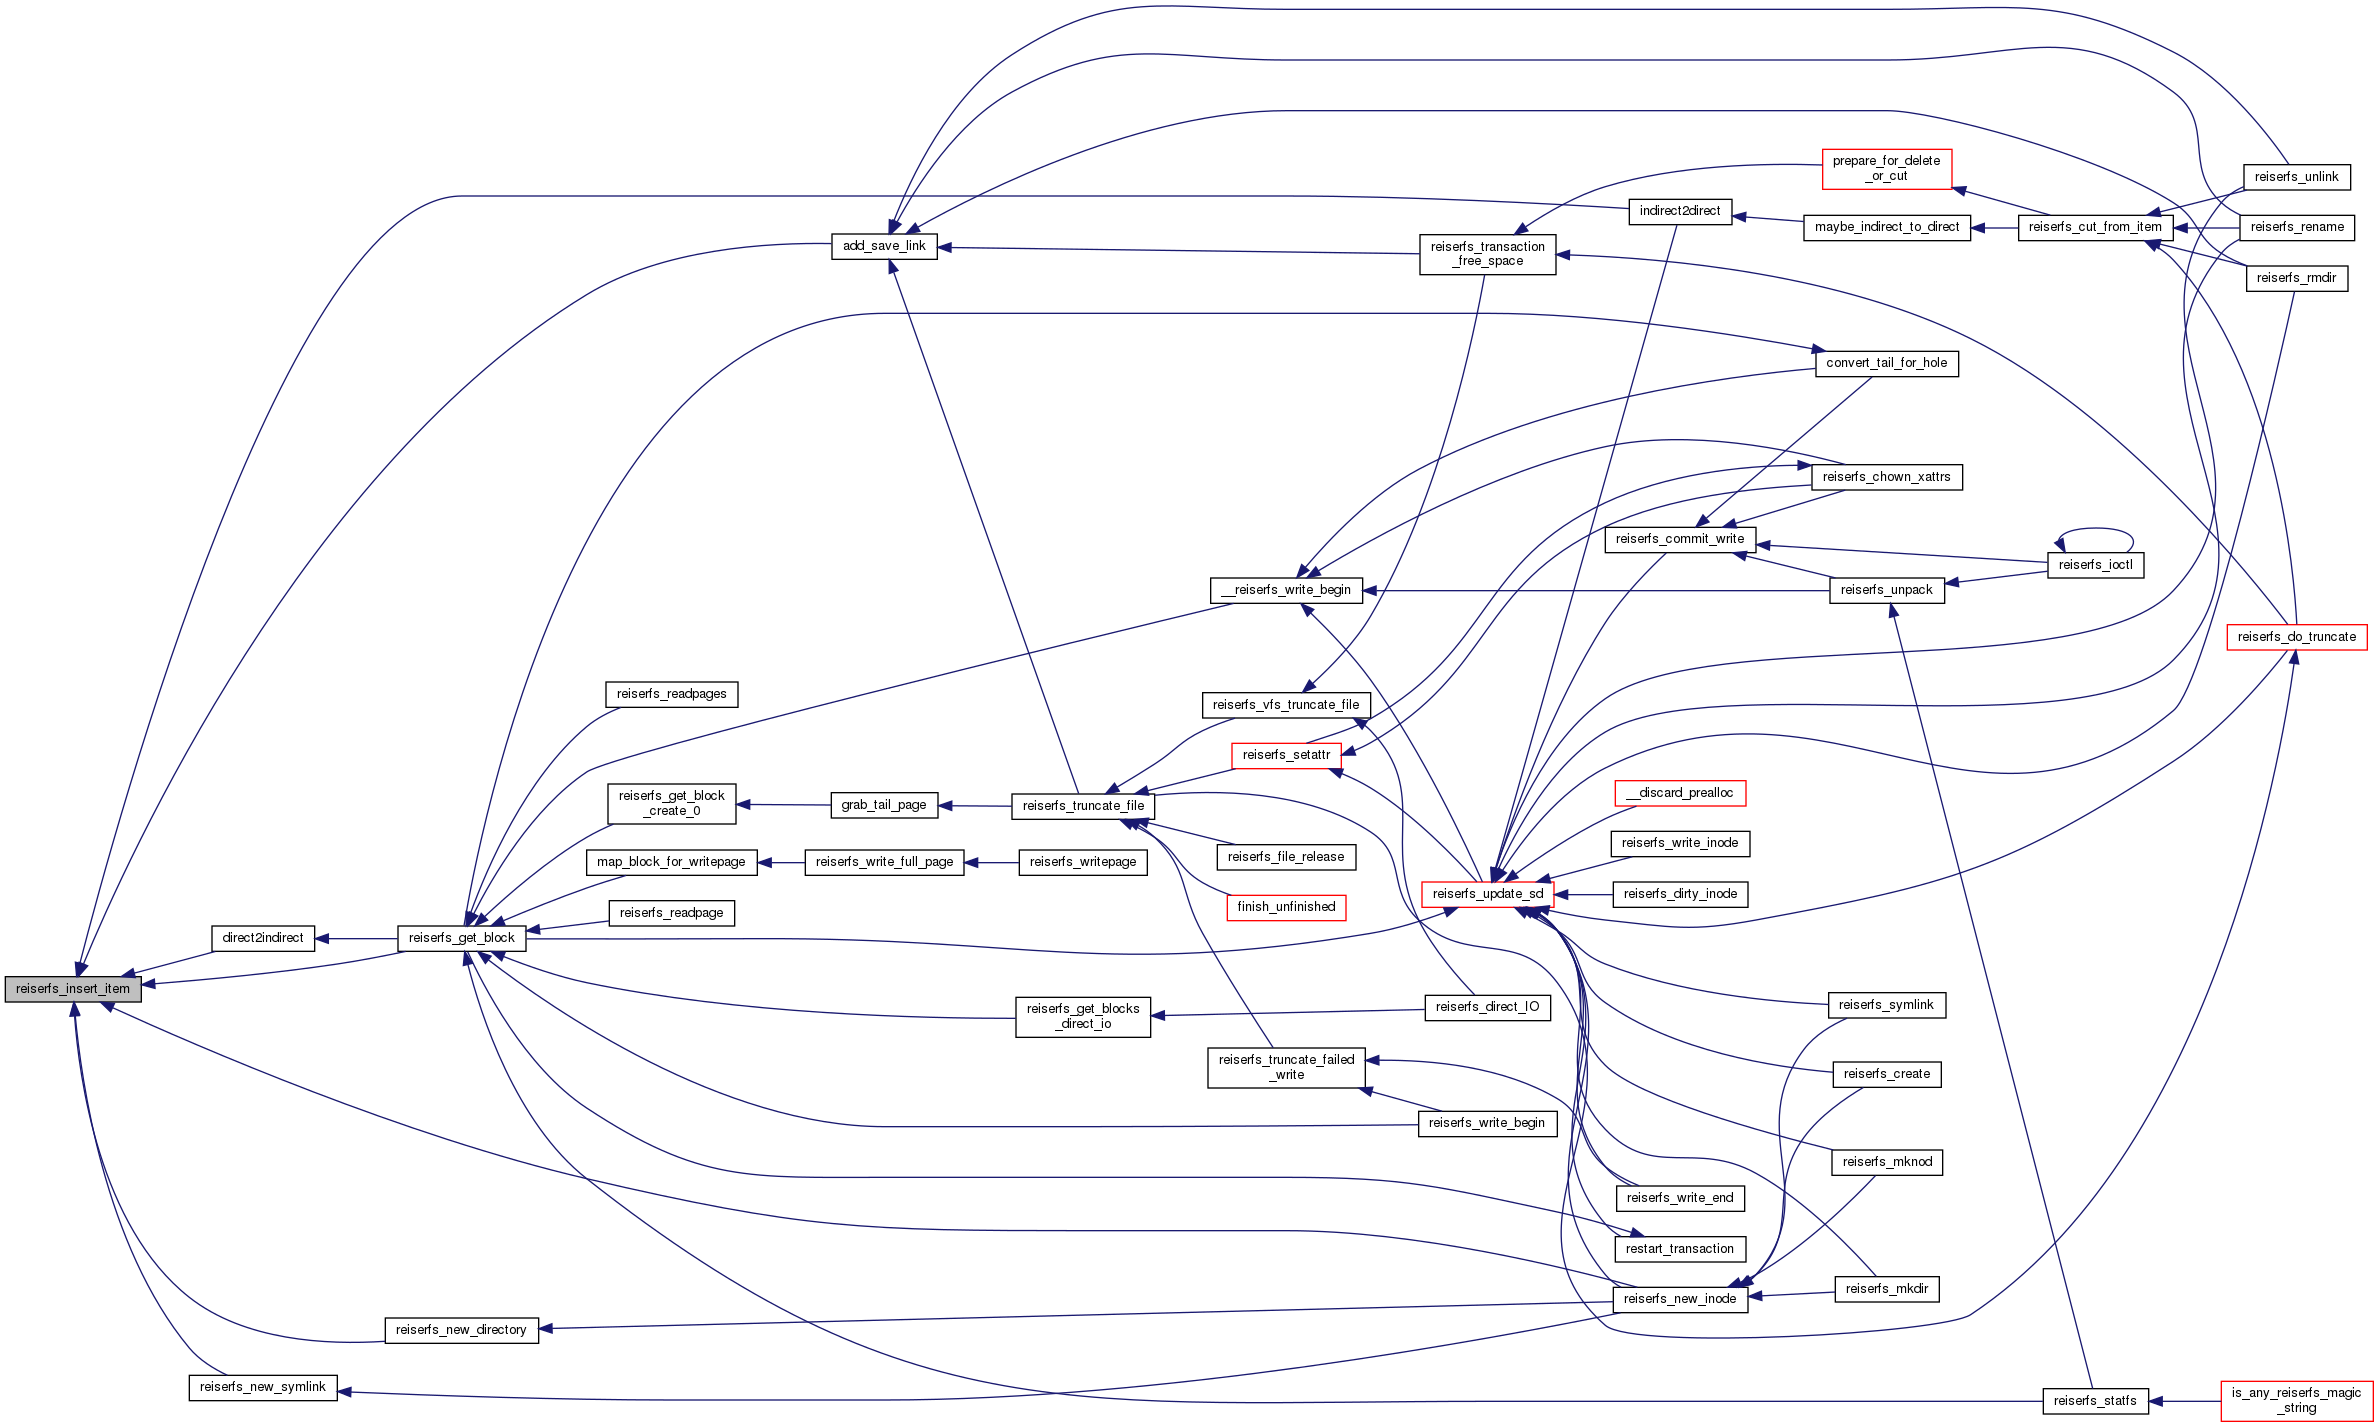 prepare_for_delete
_or_cut
reiserfs_unlink
indirect2direct
maybe_indirect_to_direct
reiserfs_cut_from_item
reiserfs_rename
add_save_link
reiserfs_transaction
_free_space
reiserfs_rmdir
convert_tail_for_hole
reiserfs_chown_xattrs
reiserfs_commit_write
reiserfs_ioctl
__reiserfs_write_begin
reiserfs_unpack
reiserfs_do_truncate
reiserfs_readpages
reiserfs_vfs_truncate_file
reiserfs_setattr
__discard_prealloc
reiserfs_get_block
_create_0
grab_tail_page
reiserfs_truncate_file
reiserfs_write_inode
map_block_for_writepage
reiserfs_write_full_page
reiserfs_writepage
reiserfs_file_release
reiserfs_update_sd
reiserfs_dirty_inode
reiserfs_readpage
finish_unfinished
direct2indirect
reiserfs_get_block
reiserfs_insert_item
reiserfs_get_blocks
_direct_io
reiserfs_direct_IO
reiserfs_symlink
reiserfs_truncate_failed
_write
reiserfs_create
reiserfs_write_begin
reiserfs_mknod
reiserfs_write_end
restart_transaction
reiserfs_mkdir
reiserfs_new_inode
reiserfs_new_directory
reiserfs_new_symlink
reiserfs_statfs
is_any_reiserfs_magic
_string